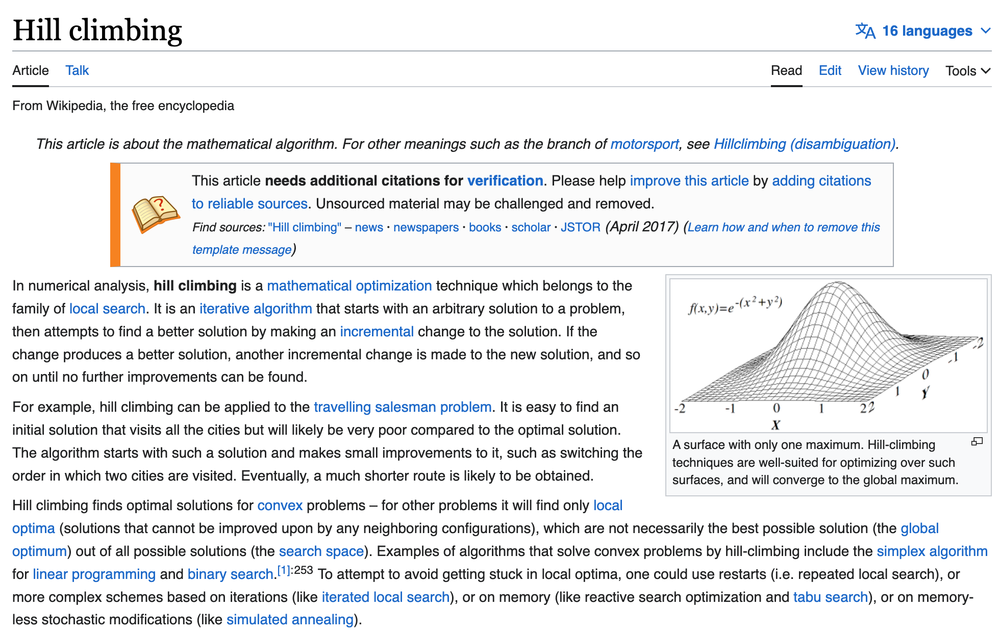 Hill climbing
文A 16 languages
Article Talk Read Edit View history Tools
From Wikipedia, the free encyclopedia
This article is about the mathematical algorithm. For other meanings such as the branch of motorsport, see Hillclimbing (disambiguation).
This article needs additional citations for verification. Please help improve this article by adding citations
to reliable sources. Unsourced material may be challenged and removed.
Find sources: "Hill climbing" – news · newspapers · books · scholar · JSTOR (April 2017) (Learn how and when to remove this
template message)
In numerical analysis, hill climbing is a mathematical optimization technique which belongs to the
family of local search. It is an iterative algorithm that starts with an arbitrary solution to a problem,
then attempts to find a better solution by making an incremental change to the solution. If the
change produces a better solution, another incremental change is made to the new solution, and so
on until no further improvements can be found.
For example, hill climbing can be applied to the travelling salesman problem. It is easy to find an
initial solution that visits all the cities but will likely be very poor compared to the optimal solution.
The algorithm starts with such a solution and makes small improvements to it, such as switching the
order in which two cities are visited. Eventually, a much shorter route is likely to be obtained.
f(x,y)=e^-(x²+y²)
-2
-1
0
1
Y
-2 -1 0 1 2 2
X
A surface with only one maximum. Hill-climbing
techniques are well-suited for optimizing over such
surfaces, and will converge to the global maximum.
Hill climbing finds optimal solutions for convex problems – for other problems it will find only local
optima (solutions that cannot be improved upon by any neighboring configurations), which are not necessarily the best possible solution (the global
optimum) out of all possible solutions (the search space). Examples of algorithms that solve convex problems by hill-climbing include the simplex algorithm
for linear programming and binary search.[1]:253 To attempt to avoid getting stuck in local optima, one could use restarts (i.e. repeated local search), or
more complex schemes based on iterations (like iterated local search), or on memory (like reactive search optimization and tabu search), or on memory-
less stochastic modifications (like simulated annealing).